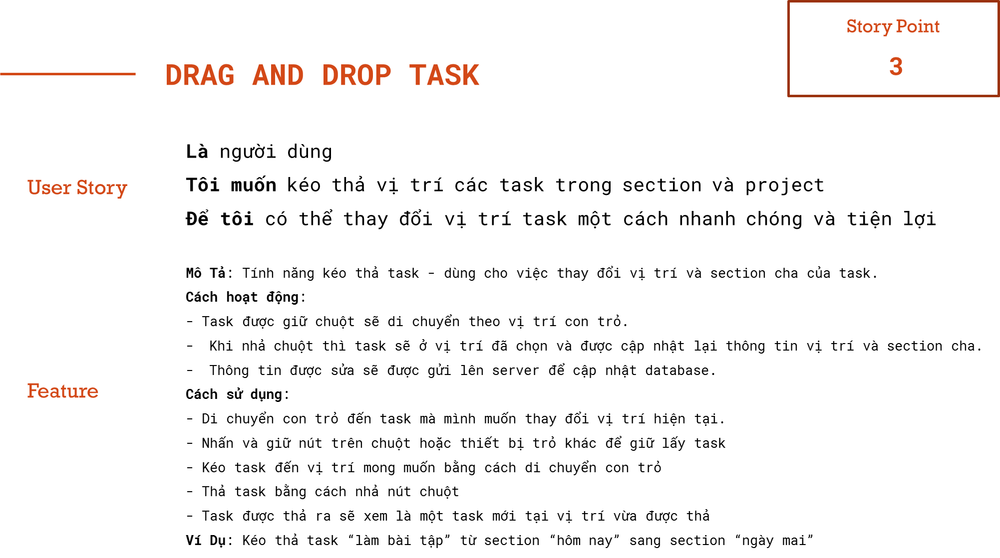 Story Point
3
DRAG AND DROP TASK
User Story
Là người dùng
Tôi muốn kéo thả vị trí các task trong section và project
Để tôi có thể thay đổi vị trí task một cách nhanh chóng và tiện lợi
Feature
Mô Tả: Tính năng kéo thả task - dùng cho việc thay đổi vị trí và section cha của task.
Cách hoạt động:
- Task được giữ chuột sẽ di chuyển theo vị trí con trỏ.
- Khi nhả chuột thì task sẽ ở vị trí đã chọn và được cập nhật lại thông tin vị trí và section cha.
- Thông tin được sửa sẽ được gửi lên server để cập nhật database.
Cách sử dụng:
- Di chuyển con trỏ đến task mà mình muốn thay đổi vị trí hiện tại.
- Nhấn và giữ nút trên chuột hoặc thiết bị trỏ khác để giữ lấy task
- Kéo task đến vị trí mong muốn bằng cách di chuyển con trỏ
- Thả task bằng cách nhả nút chuột
- Task được thả ra sẽ xem là một task mới tại vị trí vừa được thả
Ví Dụ: Kéo thả task “làm bài tập” từ section “hôm nay” sang section “ngày mai”